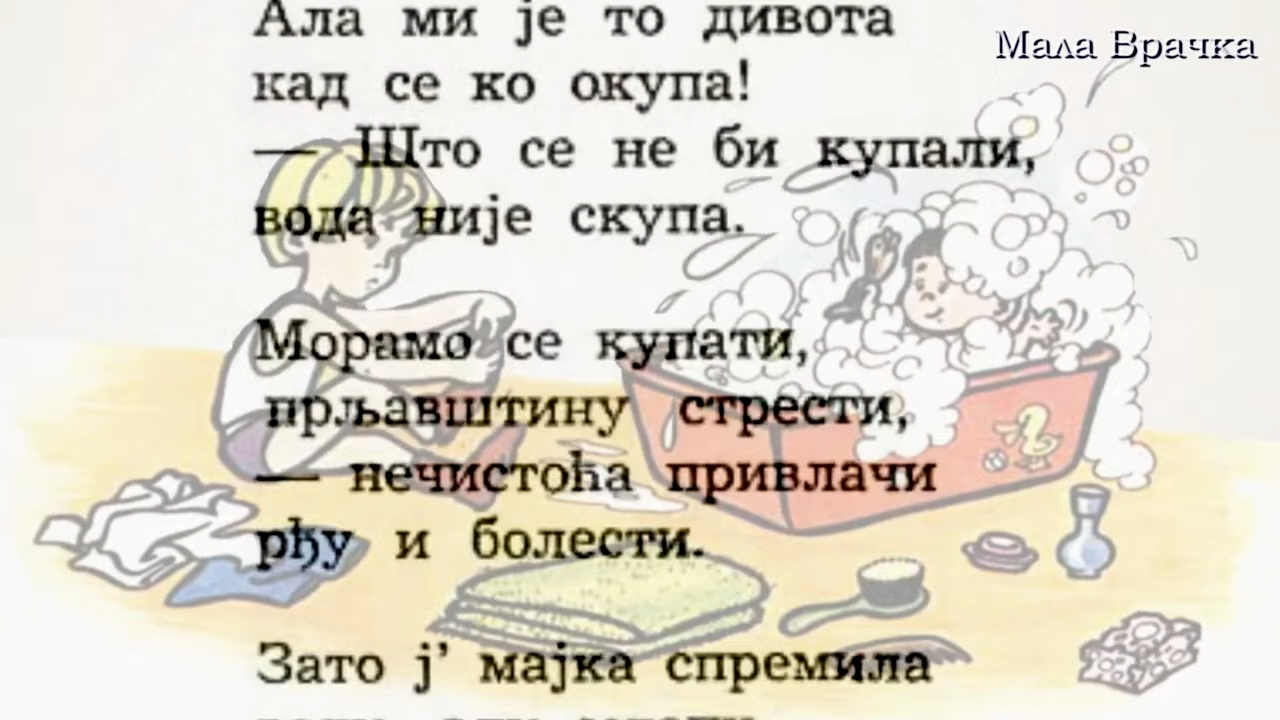 Ала ми је то дивота
Мала Врачка
кад се ко окупа!
— Што се не би купали,
вода није скупа.
Морамо се купати,
прљавштину стрести,
— нечистоћа привлачи
рђу и болести.
Зато ј’ мајка спремила